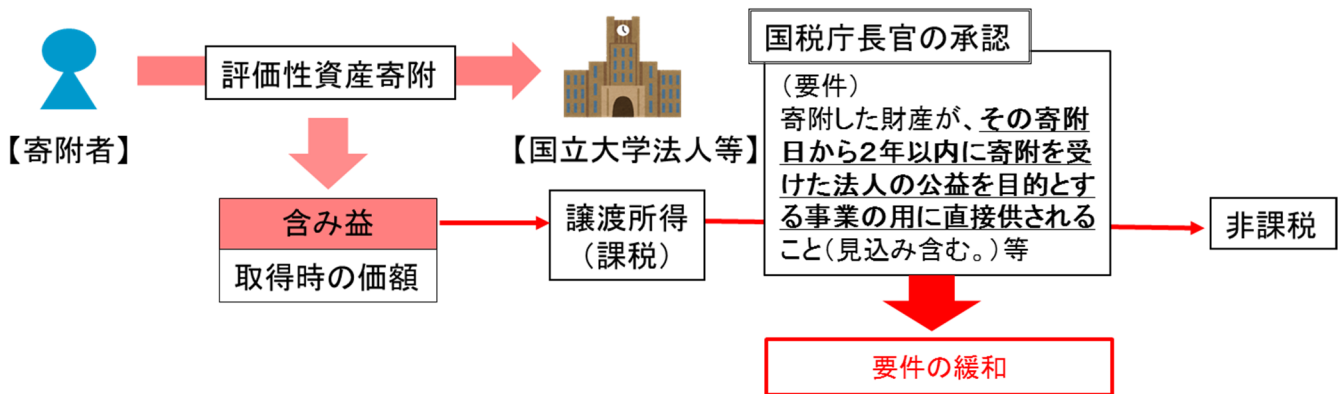 評価性資産寄附
【寄附者】
【国立大学法人等】
含み益
取得時の価額
譲渡所得
（課税）
国税庁長官の承認
（要件）
寄附した財産が、その寄附
日から２年以内に寄附を受
けた法人の公益を目的とす
る事業の用に直接供される
こと（見込み含む。）等
非課税
要件の緩和